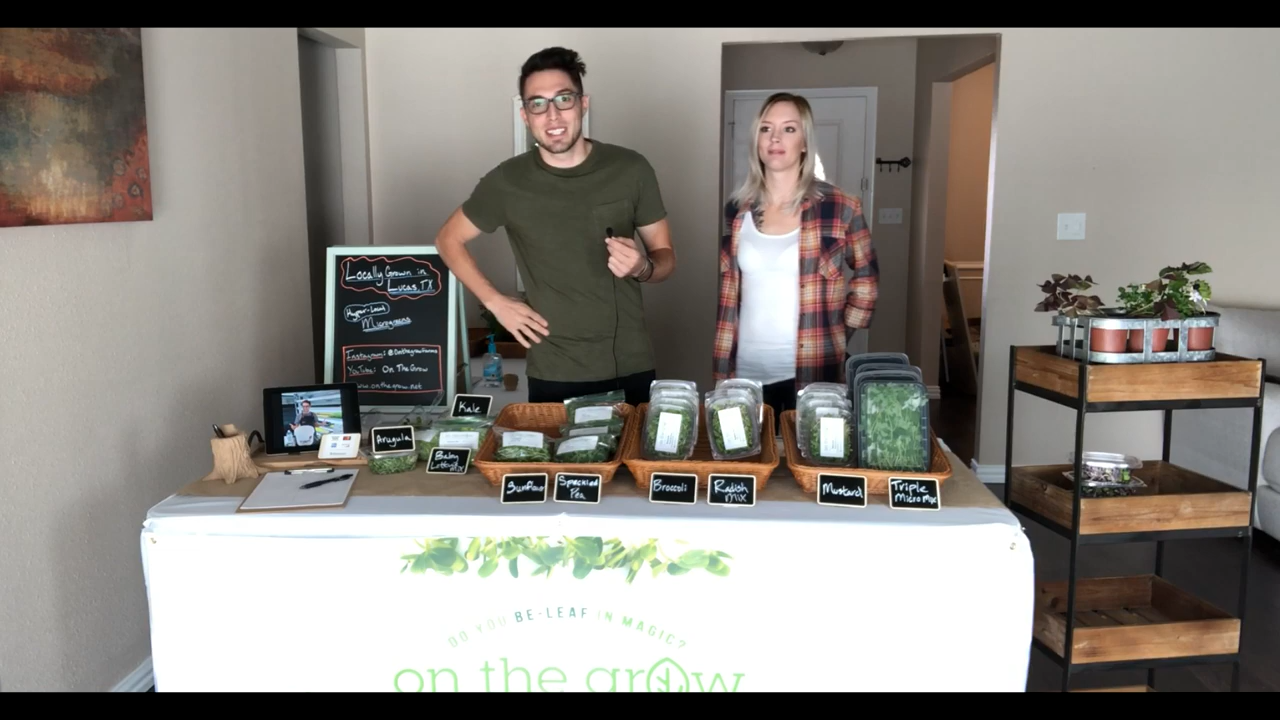 Locally Grown in
Lucas, TX
Hyper-Local
Microgreens
Instagram: @Onthegrowfarms
YouTube: On The Grow
www.onthegrow.net
Kale
Arugula
Baby
Sunflower
Speckled
Pea
Broccoli
Radish
Mix
Mustard
Triple
Micro Mix
DO YOU BE-LEAF IN MAGIC?
on the grow